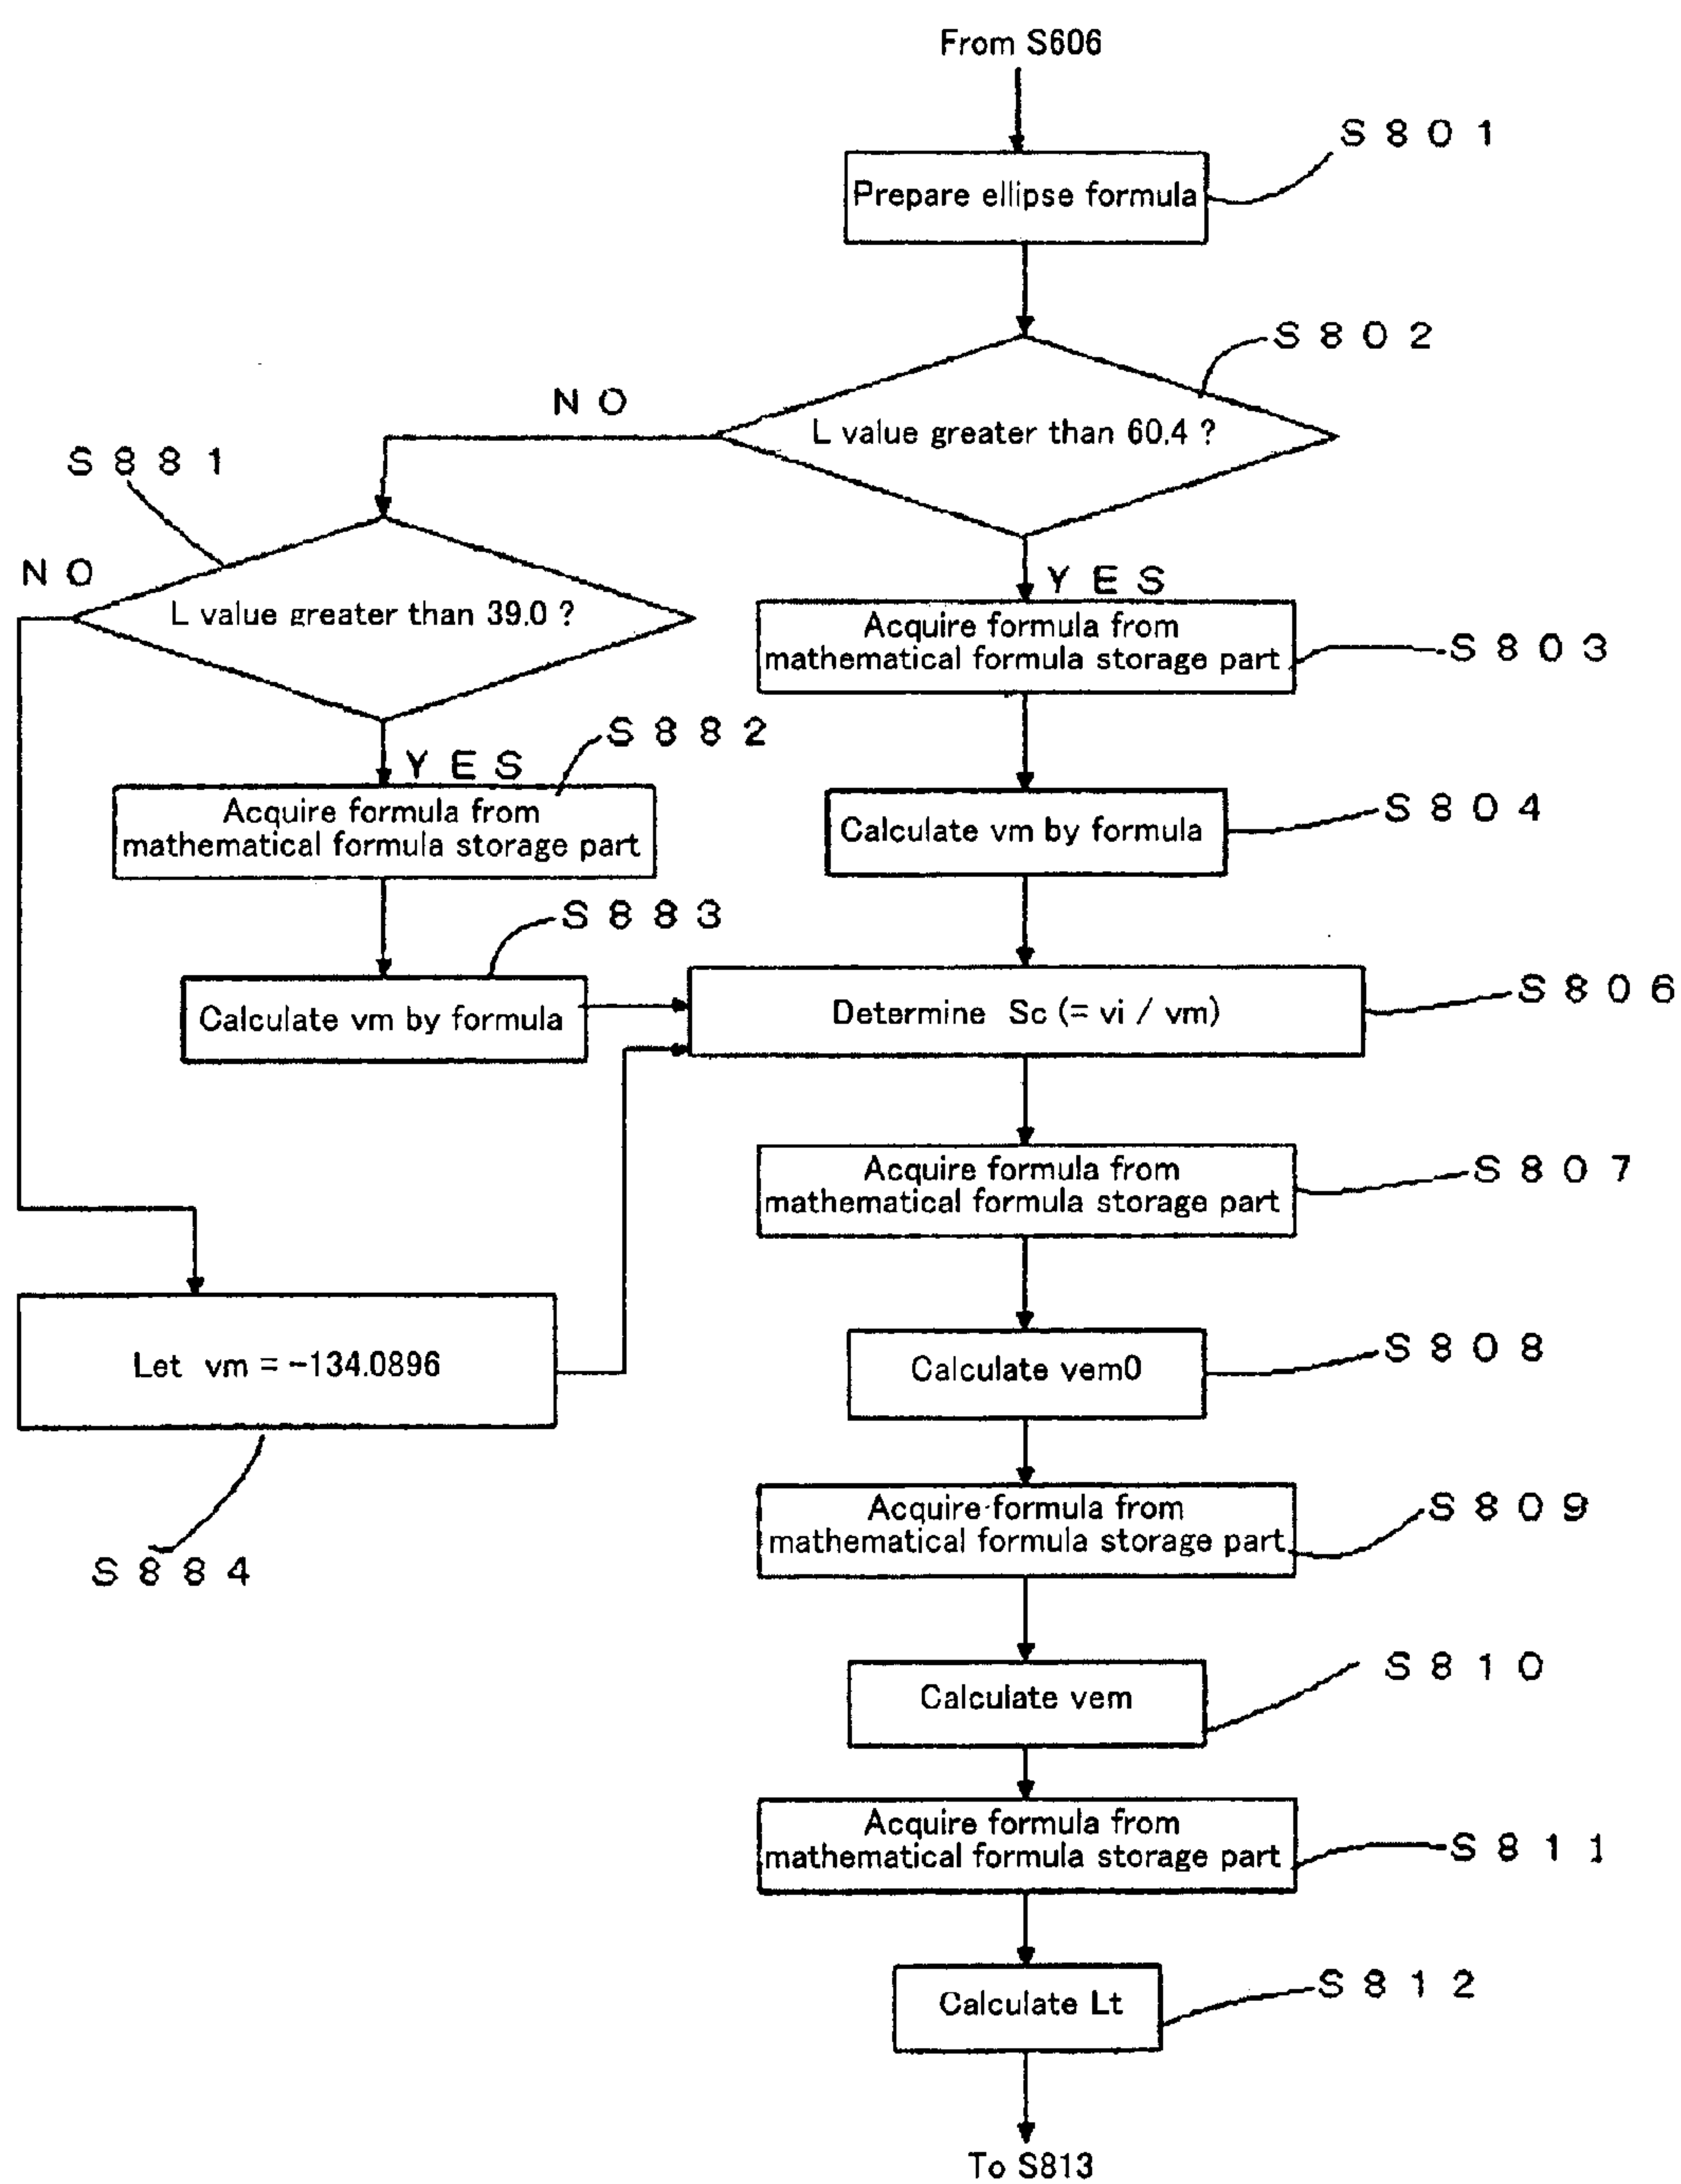 From S606
S801
Prepare ellipse formula
S802
NO
L value greater than 60.4 ?
S881
NO
L value greater than 39.0 ?
YES
Acquire formula from
mathematical formula storage part
S803
S882
YES
Acquire formula from
mathematical formula storage part
S804
Calculate vm by formula
S883
Calculate vm by formula
S806
Determine Sc (= vi / vm)
Acquire formula from
mathematical formula storage part
S807
Let vm = -134.0896
S808
Calculate vem0
S884
Acquire formula from
mathematical formula storage part
S809
S810
Calculate vem
Acquire formula from
mathematical formula storage part
S811
S812
Calculate Lt
To S813